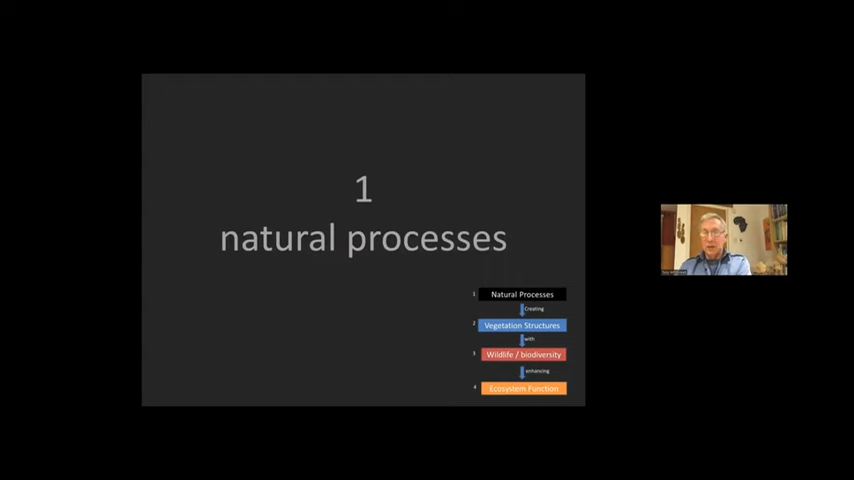 1
natural processes
1 Natural Processes
Creating
2 Vegetation Structures
with
3 Wildlife / biodiversity
enhancing
4 Ecosystem Function